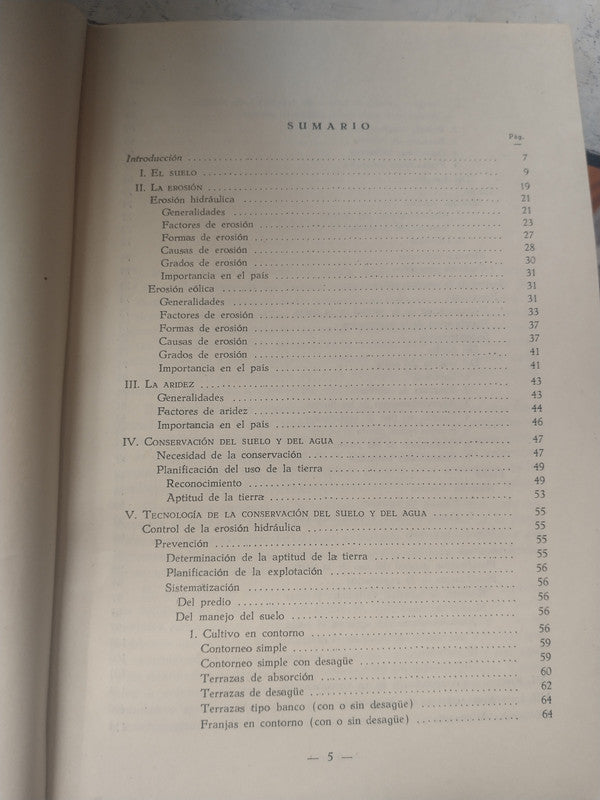 SUMARIO
Pág.
Introducción 7
I. EL SUELO 9
II. LA EROSIÓN 19
Erosión hidráulica 21
Generalidades 21
Factores de erosión 23
Formas de erosión 27
Causas de erosión 28
Grados de erosión 30
Importancia en el país 31
Erosión eólica 31
Generalidades 31
Factores de erosión 33
Formas de erosión 37
Causas de erosión 37
Grados de erosión 41
Importancia en el país 41
III. LA ARIDEZ 43
Generalidades 43
Factores de aridez 44
Importancia en el país 46
IV. CONSERVACIÓN DEL SUELO Y DEL AGUA 47
Necesidad de la conservación 47
Planificación del uso de la tierra 49
Reconocimiento 49
Aptitud de la tierra 53
V. TECNOLOGÍA DE LA CONSERVACIÓN DEL SUELO Y DEL AGUA 55
Control de la erosión hidráulica 55
Prevención 55
Determinación de la aptitud de la tierra 55
Planificación de la explotación 56
Sistematización 56
Del predio 56
Del manejo del suelo 56
1. Cultivo en contorno 56
Contorneo simple 59
Contorneo simple con desagüe 59
Terrazas de absorción 60
Terrazas de desagüe 62
Terrazas tipo banco (con o sin desagüe) 64
Franjas en contorno (con o sin desagüe) 64
— 5 —